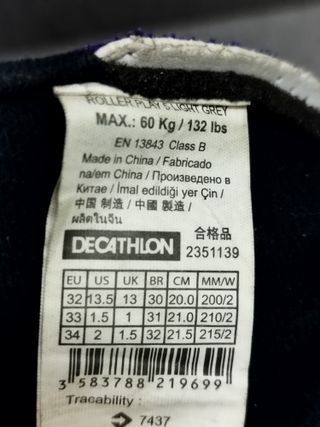 ROLLER PLAY 5 LIGHT GREY
MAX.: 60 Kg / 132 lbs
EN 13843 Class B
Made in China / Fabricado
na/em China / Произведено в
Китае / İmal edildiği yer Çin /
中国 制造 / 中國 製造 /
ผลิตในจีน
合格品
DECATHLON 2351139
EU US UK BR CM MM/W
32 13.5 13 30 20.0 200/2
33 1.5 1 31 21.0 210/2
34 2 1.5 32 21.5 215/2
3 583788 219699
Tracability :
7437